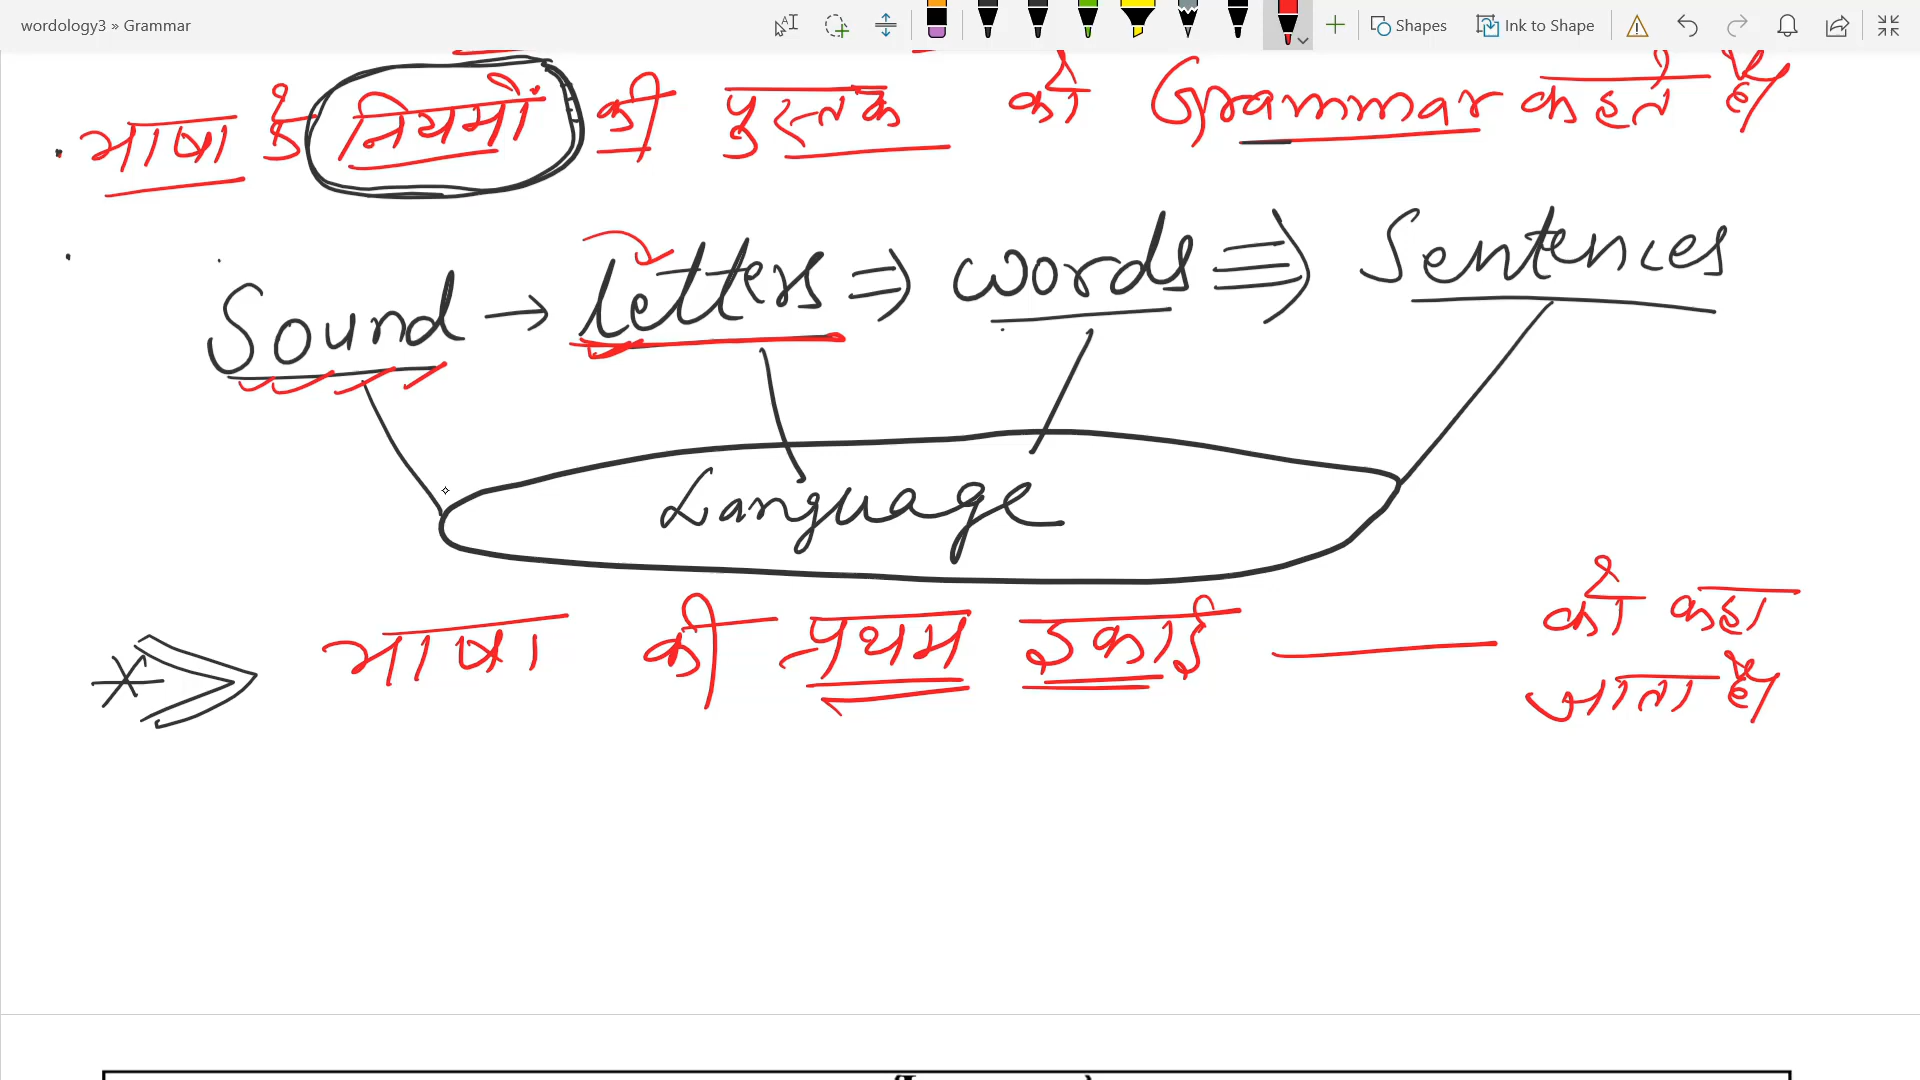 wordology3 » Grammar
Shapes
Ink to Shape
भाषा के नियमों की पुस्तक को Grammar कहते हैं
Sound → letters ⇒ words ⇒ Sentences
Language
भाषा की प्रथम इकाई ——— को कहा
जाता है